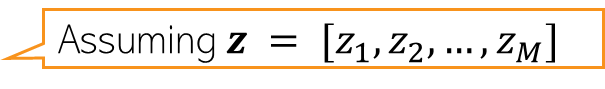 Assuming z = [z₁, z₂, ..., z_M]